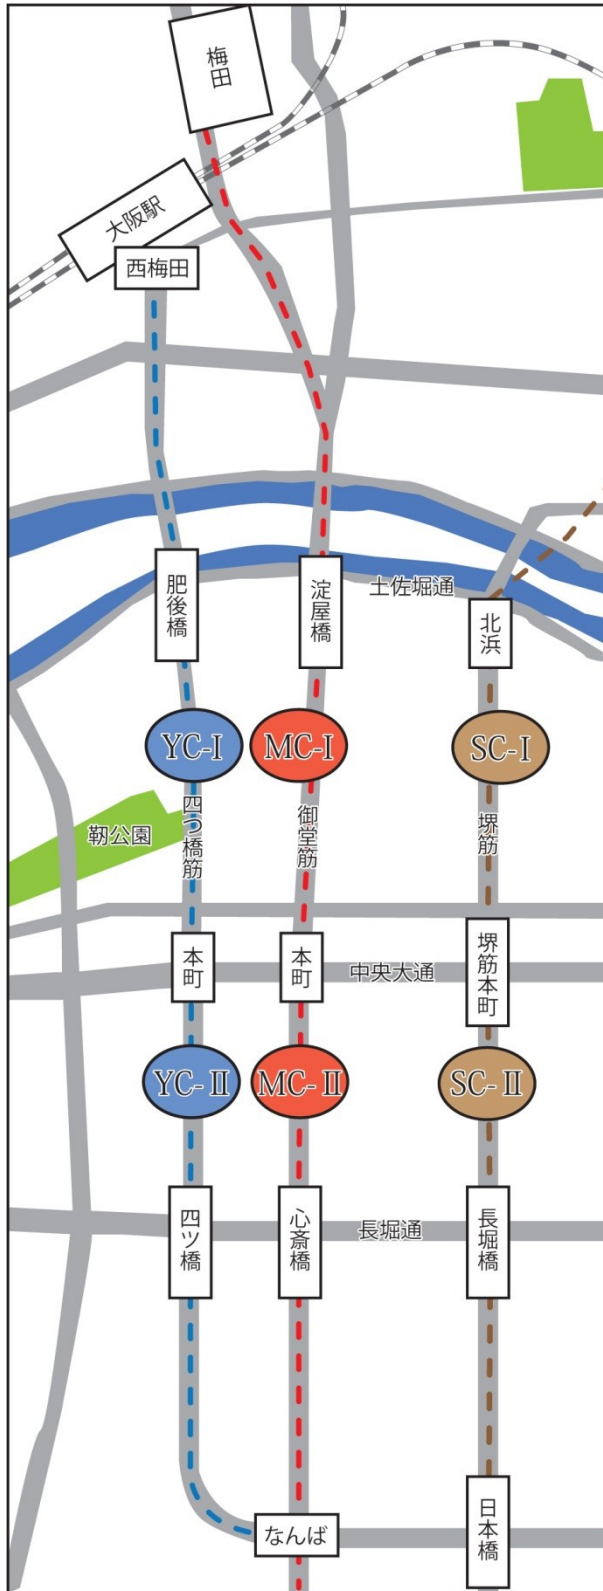 梅田
大阪駅
西梅田
肥後橋
淀屋橋
土佐堀通
北浜
YC-I
MC-I
SC-I
四つ橋筋
御堂筋
堺筋
靭公園
本町
本町
中央大通
堺筋本町
YC-II
MC-II
SC-II
四ツ橋
心斎橋
長堀通
長堀橋
なんば
日本橋